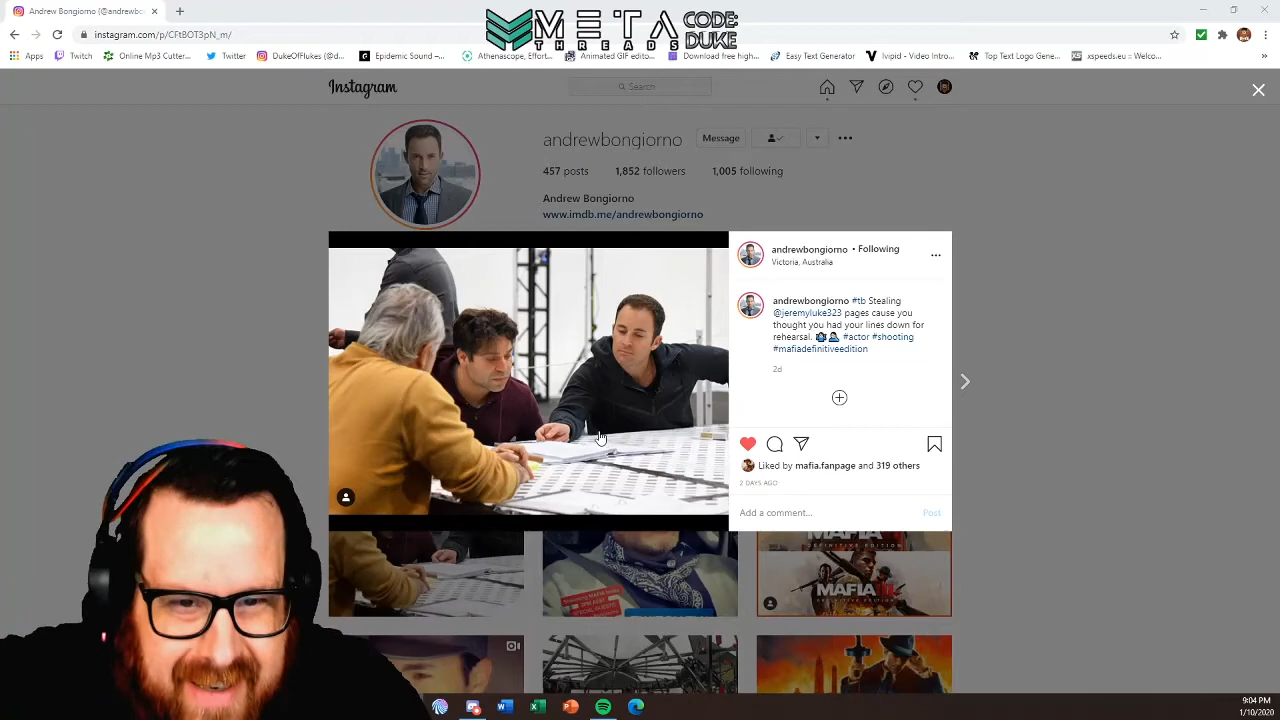 Andrew Bongiorno (@andrewbo
instagram.com/p/CFtBOT3pN_m/
META
THREADS
CODE:
DUKE
Apps
Twitch
Online Mp3 Cutter...
Twitter
DukeOfFlukes (@d...
Epidemic Sound –...
Athenascope, Effort...
Animated GIF edito...
Download free high...
Easy Text Generator
Ivipid - Video Intro...
Top Text Logo Card...
xspeeds.eu :: Welco...
»
Instagram
Search
andrewbongiorno
Message
457 posts
1,852 followers
1,005 following
Andrew Bongiorno
www.imdb.me/andrewbongiorno
andrewbongiorno • Following
Victoria, Australia
andrewbongiorno #tb Stealing
@jeremyluke323 pages cause you
thought you had your lines down for
rehearsal. #actor #shooting
#mafiadefinitiveedition
2d
Liked by mafia.fanpage and 319 others
2 DAYS AGO
Add a comment...
Post
DEFINITIVE EDITION
MAFIA III
9:04 PM
1/10/2020